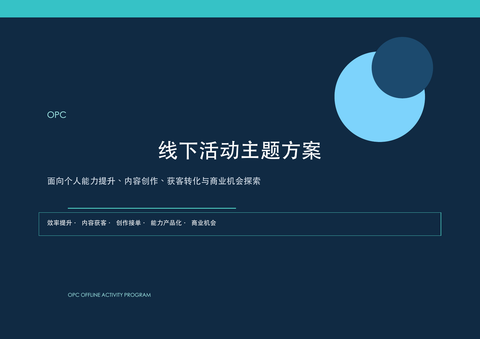 OPC
线下活动主题方案
面向个人能力提升、内容创作、获客转化与商业机会探索
效率提升 · 内容获客 · 创作接单 · 能力产品化 · 商业机会
OPC OFFLINE ACTIVITY PROGRAM